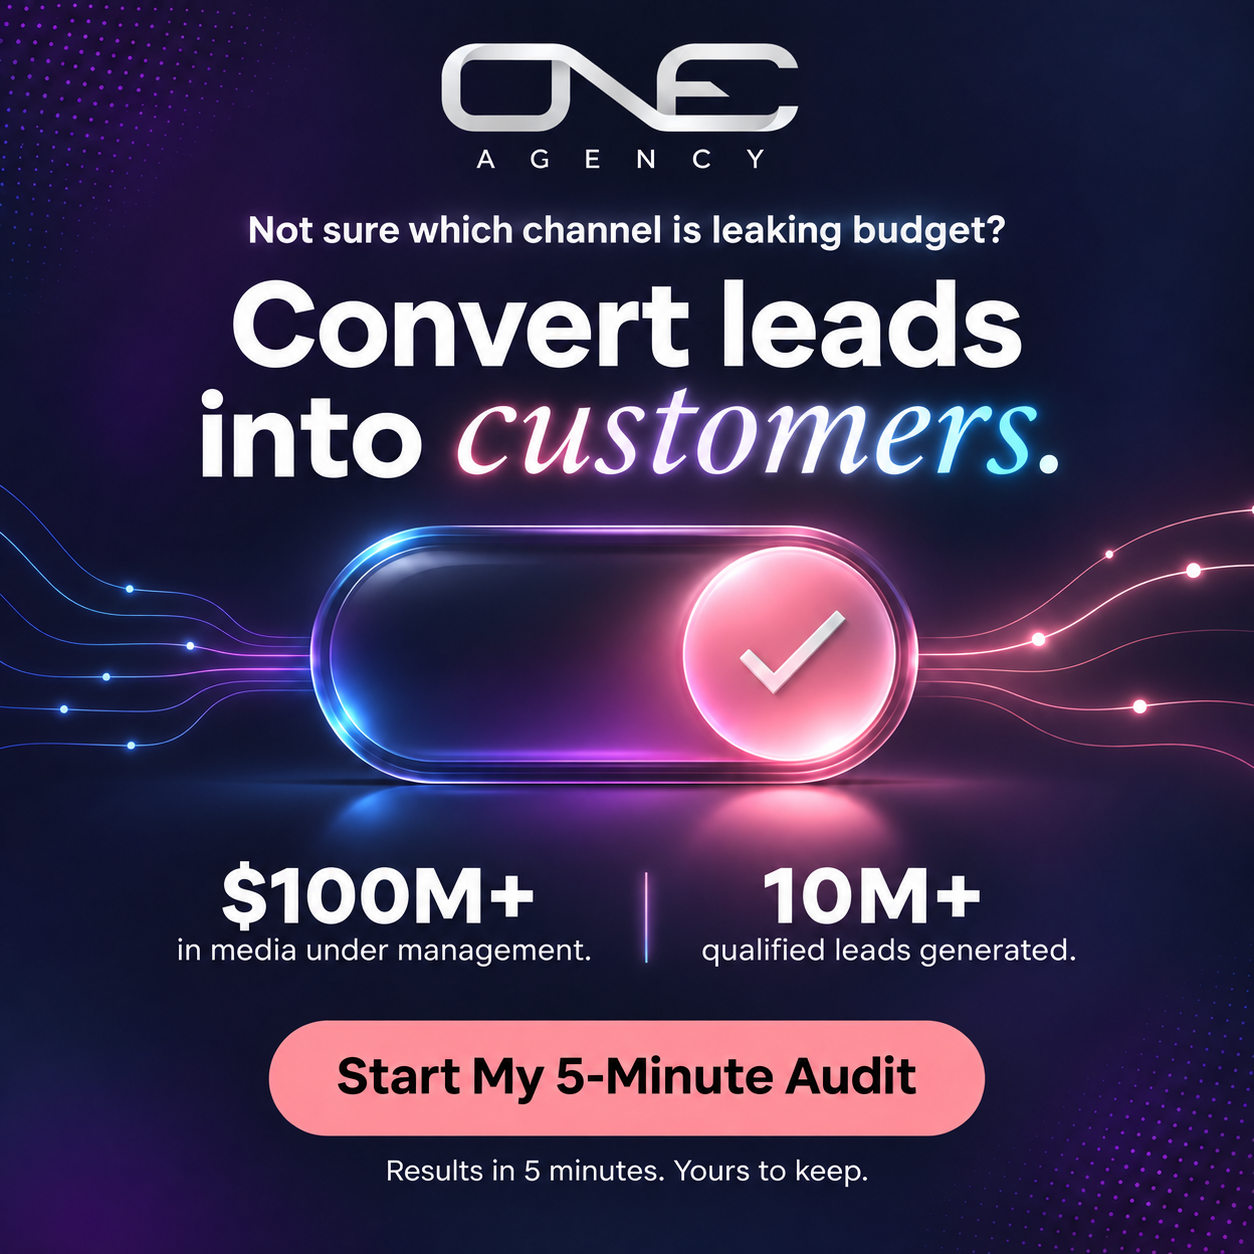 ONE
AGENCY
Not sure which channel is leaking budget?
Convert leads
into customers.
$100M+
in media under management.
10M+
qualified leads generated.
Start My 5-Minute Audit
Results in 5 minutes. Yours to keep.